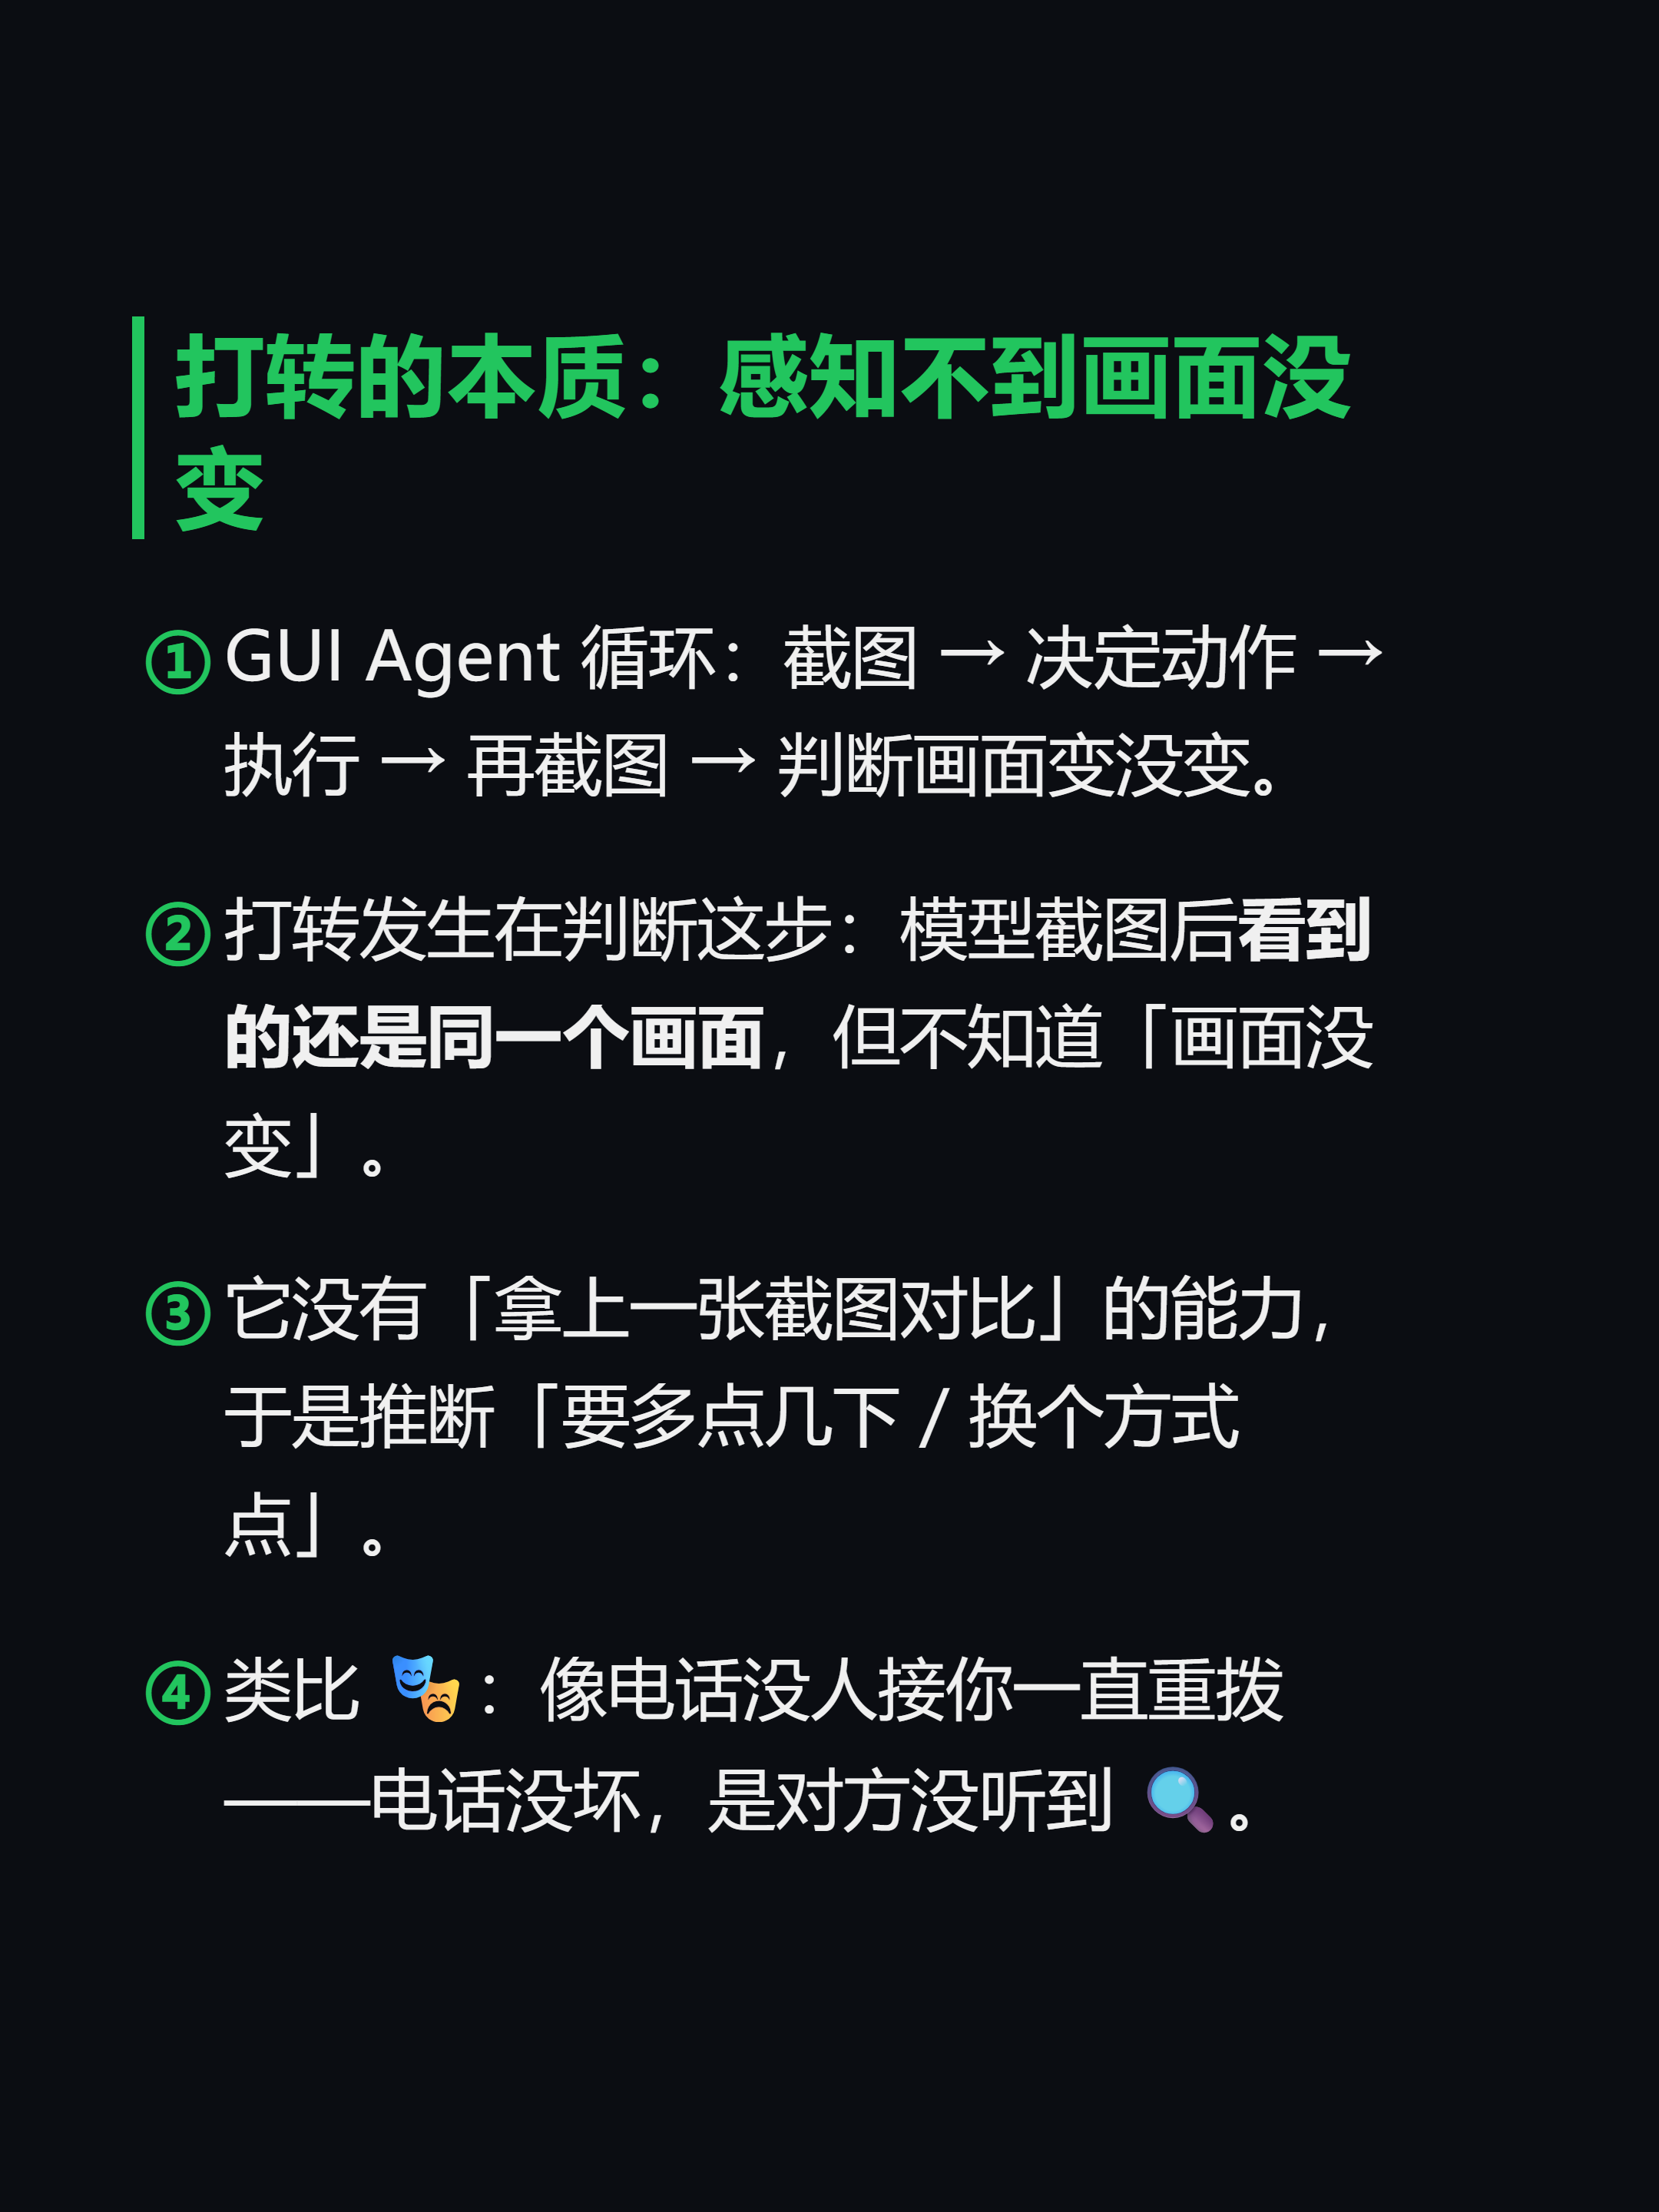 打转的本质：感知不到画面没
变
① GUI Agent 循环：截图 → 决定动作 →
执行 → 再截图 → 判断画面变没变。
② 打转发生在判断这步：模型截图后看到
的还是同一个画面，但不知道「画面没
变」。
③ 它没有「拿上一张截图对比」的能力，
于是推断「要多点几下 / 换个方式
点」。
④ 类比 🎭：像电话没人接你一直重拨
——电话没坏，是对方没听到 🔍。